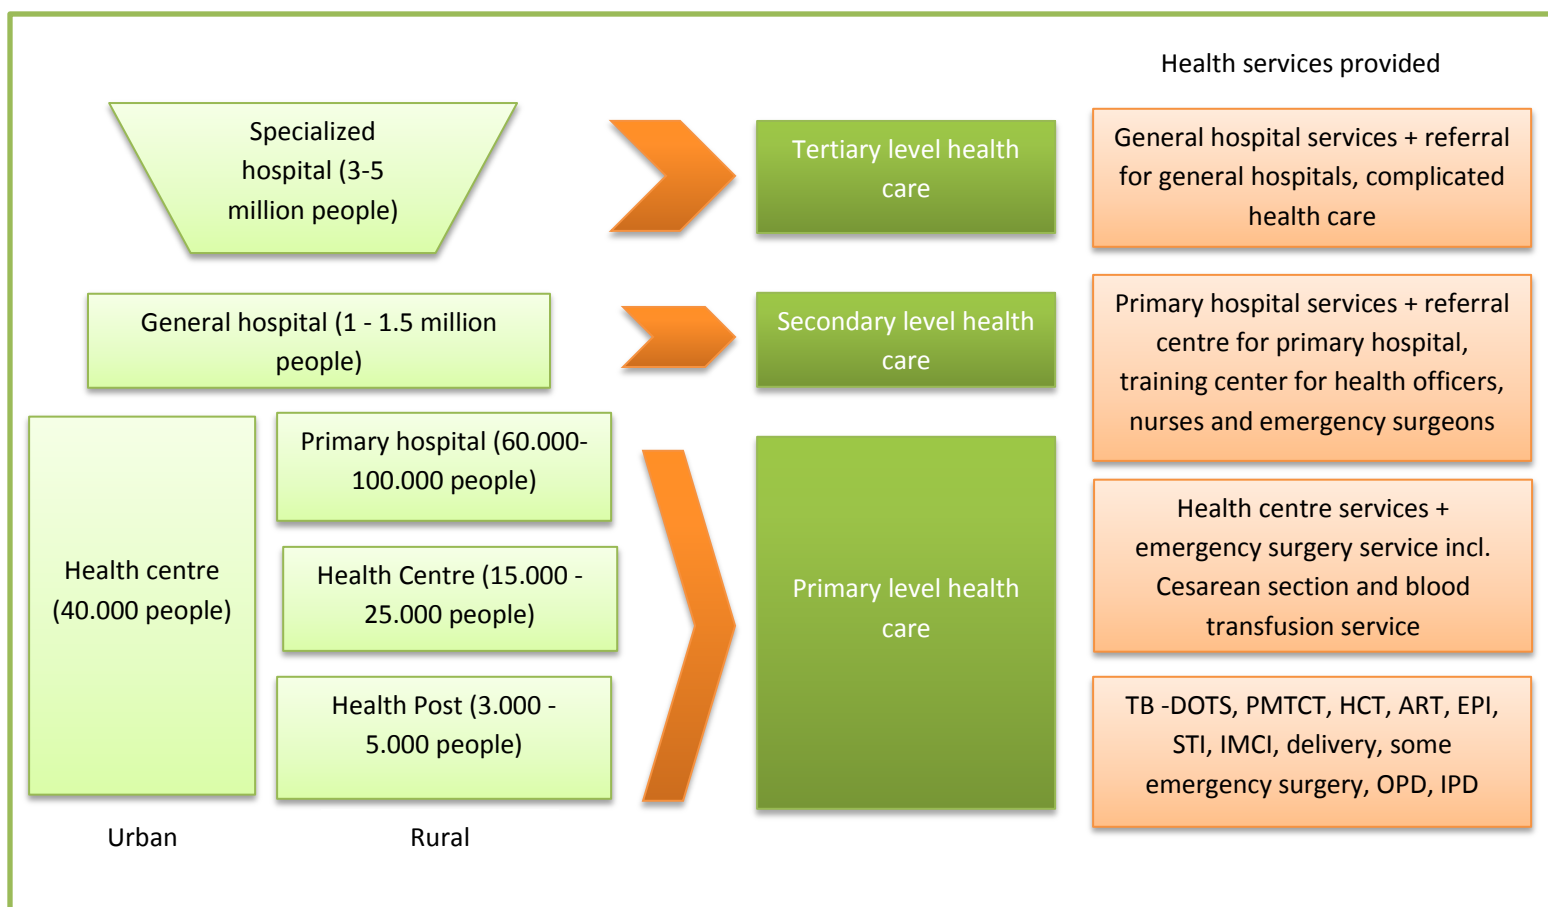 Health services provided
Specialized
hospital (3-5
million people)
Tertiary level health
care
General hospital services + referral
for general hospitals, complicated
health care
General hospital (1 - 1.5 million
people)
Secondary level health
care
Primary hospital services + referral
centre for primary hospital,
training center for health officers,
nurses and emergency surgeons
Health centre
(40.000 people)
Primary hospital (60.000-
100.000 people)
Health Centre (15.000 -
25.000 people)
Health Post (3.000 -
5.000 people)
Primary level health
care
Health centre services +
emergency surgery service incl.
Cesarean section and blood
transfusion service
TB -DOTS, PMTCT, HCT, ART, EPI,
STI, IMCI, delivery, some
emergency surgery, OPD, IPD
Urban
Rural